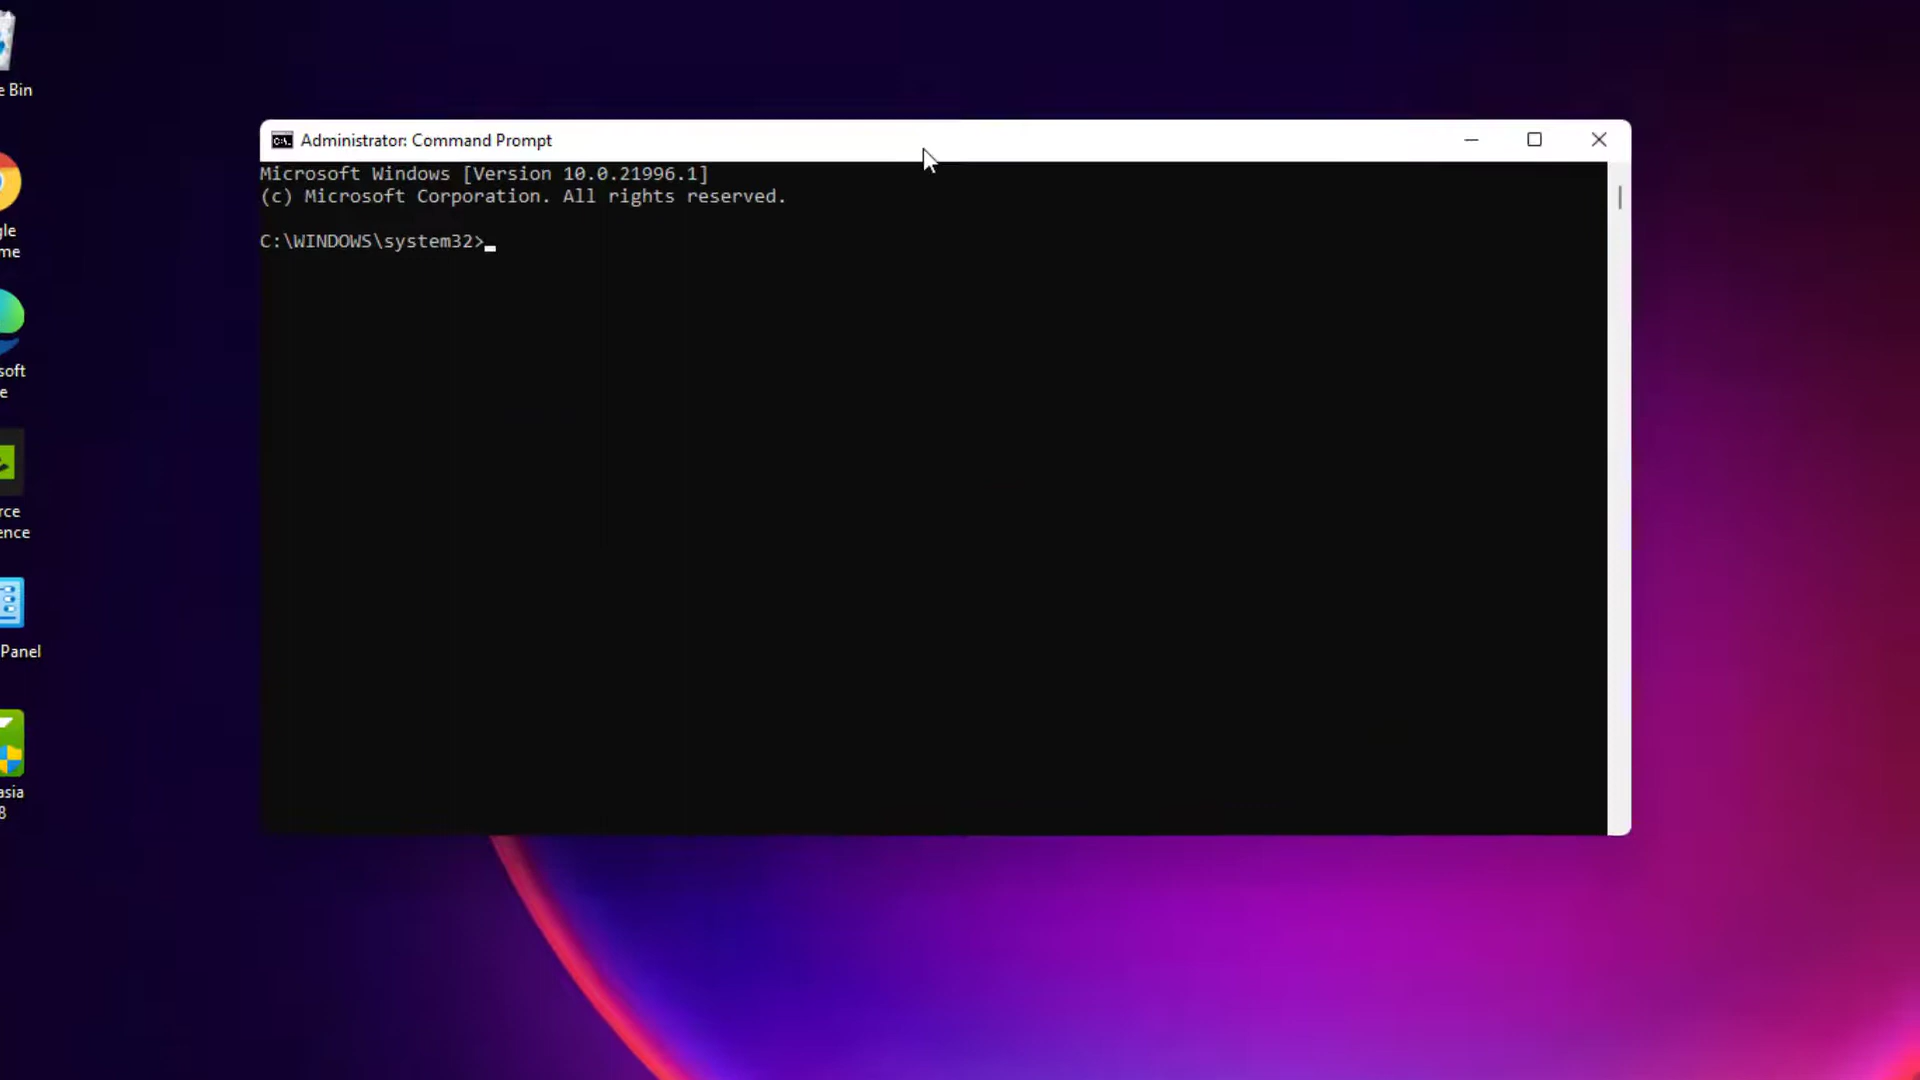 e Bin
Administrator: Command Prompt
Microsoft Windows [Version 10.0.21996.1]
(c) Microsoft Corporation. All rights reserved.
C:\WINDOWS\system32>
gle
me
soft
e
rce
ence
Panel
asia
8